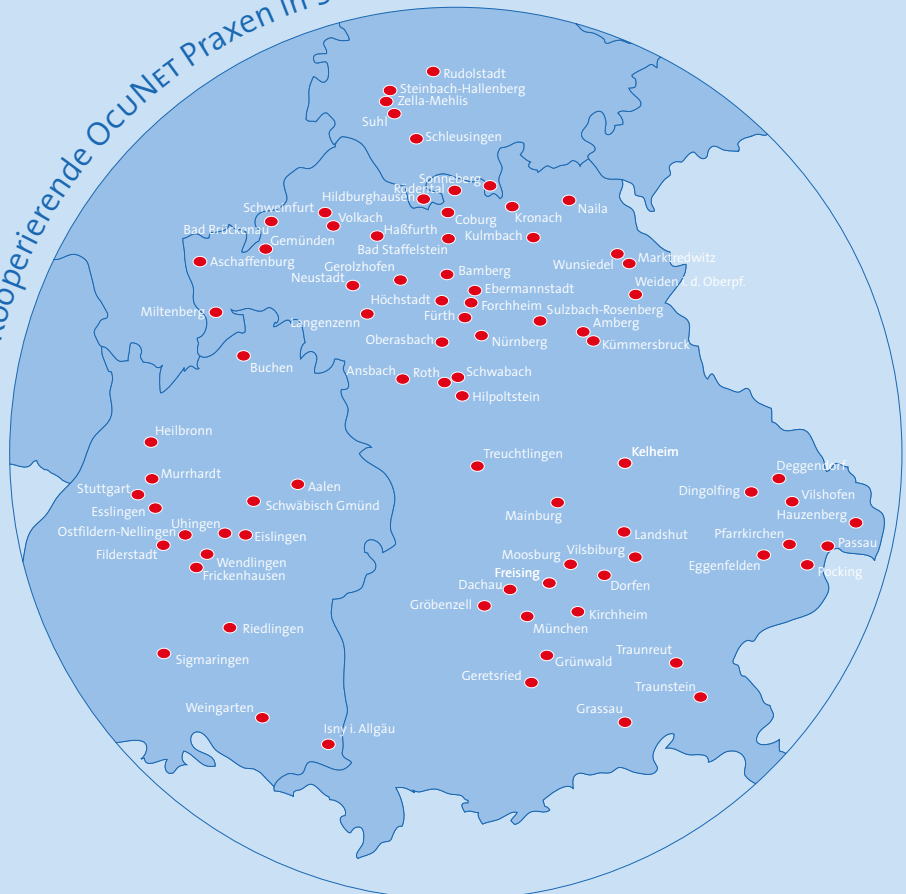 Kooperierende OCUNET Praxen in
Rudolstadt
Steinbach-Hallenberg
Zella-Mehlis
Suhl
Schleusingen
Sonneberg
Rödental
Hildburghausen
Schweinfurt
Volkach
Coburg
Kronach
Naila
Bad Brückenau
Haßfurth
Kulmbach
Gemünden
Bad Staffelstein
Aschaffenburg
Wunsiedel
Marktredwitz
Gerolzhofen
Bamberg
Neustadt
Weiden i. d. Oberpf.
Ebermannstadt
Höchstadt
Forchheim
Sulzbach-Rosenberg
Miltenberg
Langenzenn
Fürth
Amberg
Oberasbach
Nürnberg
Kümmersbruck
Buchen
Ansbach
Roth
Schwabach
Hilpoltstein
Heilbronn
Treuchtlingen
Kelheim
Murrhardt
Deggendorf
Stuttgart
Aalen
Dingolfing
Vilshofen
Esslingen
Schwäbisch Gmünd
Mainburg
Hauzenberg
Uhingen
Ostfildern-Nellingen
Eislingen
Landshut
Pfarrkirchen
Passau
Filderstadt
Moosburg
Vilsbiburg
Wendlingen
Eggenfelden
Pocking
Frickenhausen
Freising
Dachau
Dorfen
Gröbenzell
Kirchheim
Riedlingen
München
Sigmaringen
Grünwald
Traunreut
Geretsried
Traunstein
Weingarten
Grassau
Isny i. Allgäu